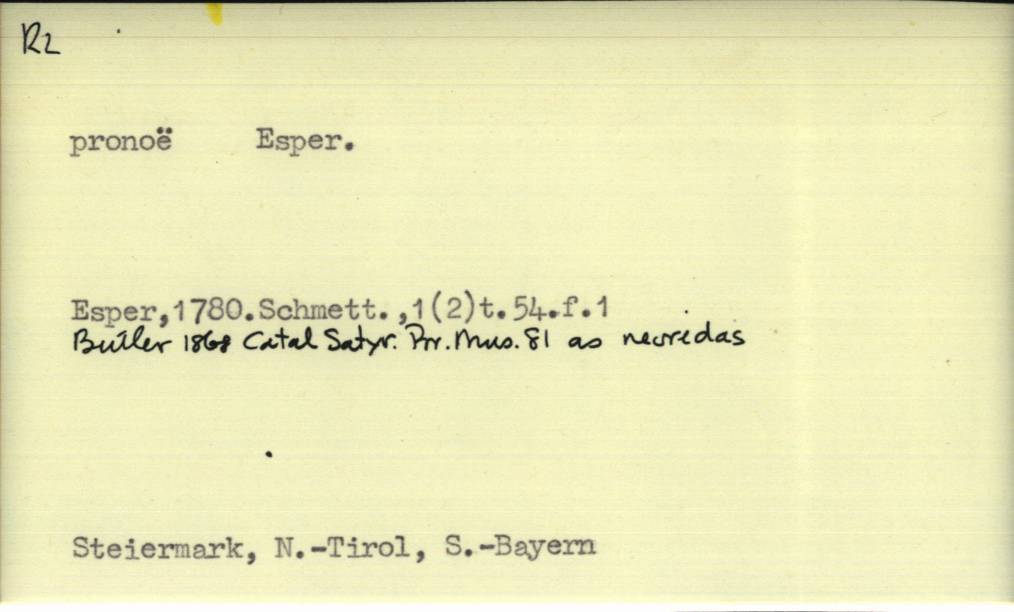 R2
pronoë Esper.
Esper,1780.Schmett.,1(2)t.54.f.1
Butler 1868 Catal Satyr. Br. Mus. 81 as neoridas
Steiermark, N.-Tirol, S.-Bayern